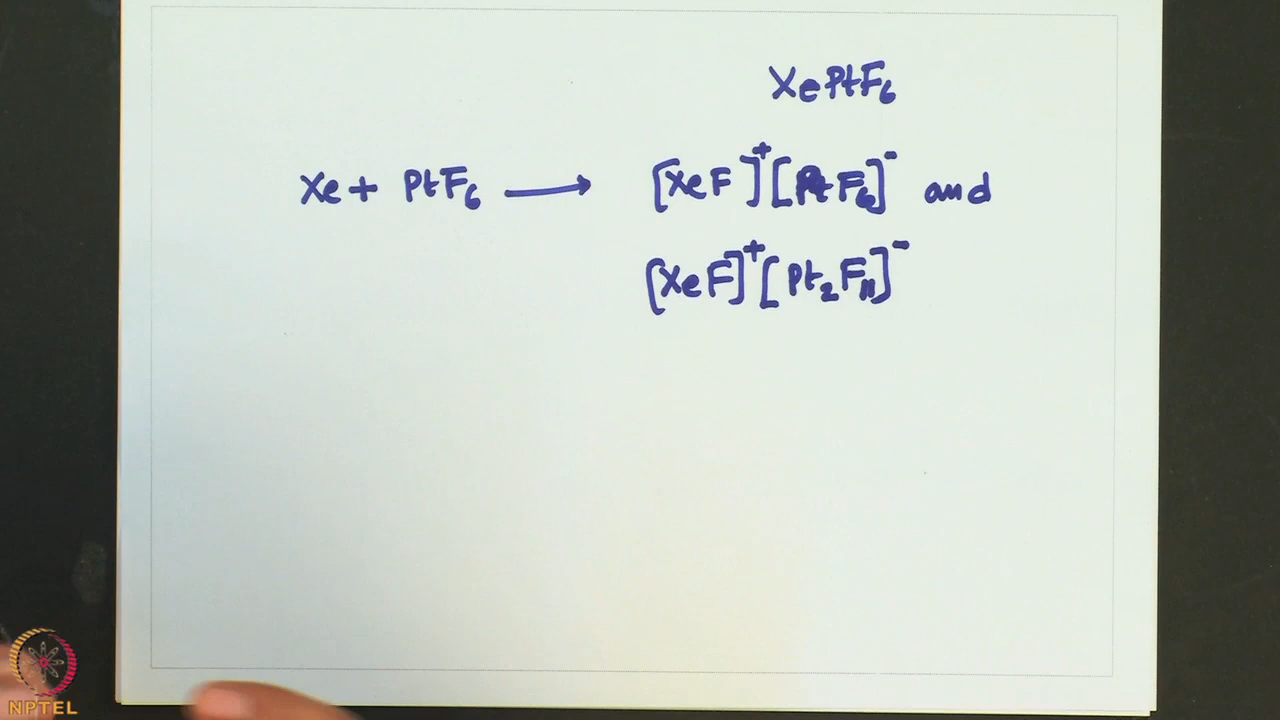 XePtF₆
Xe + PtF₆ ⟶ [XeF]⁺[PtF₆]⁻ and
[XeF]⁺[Pt₂F₁₁]⁻
NPTEL